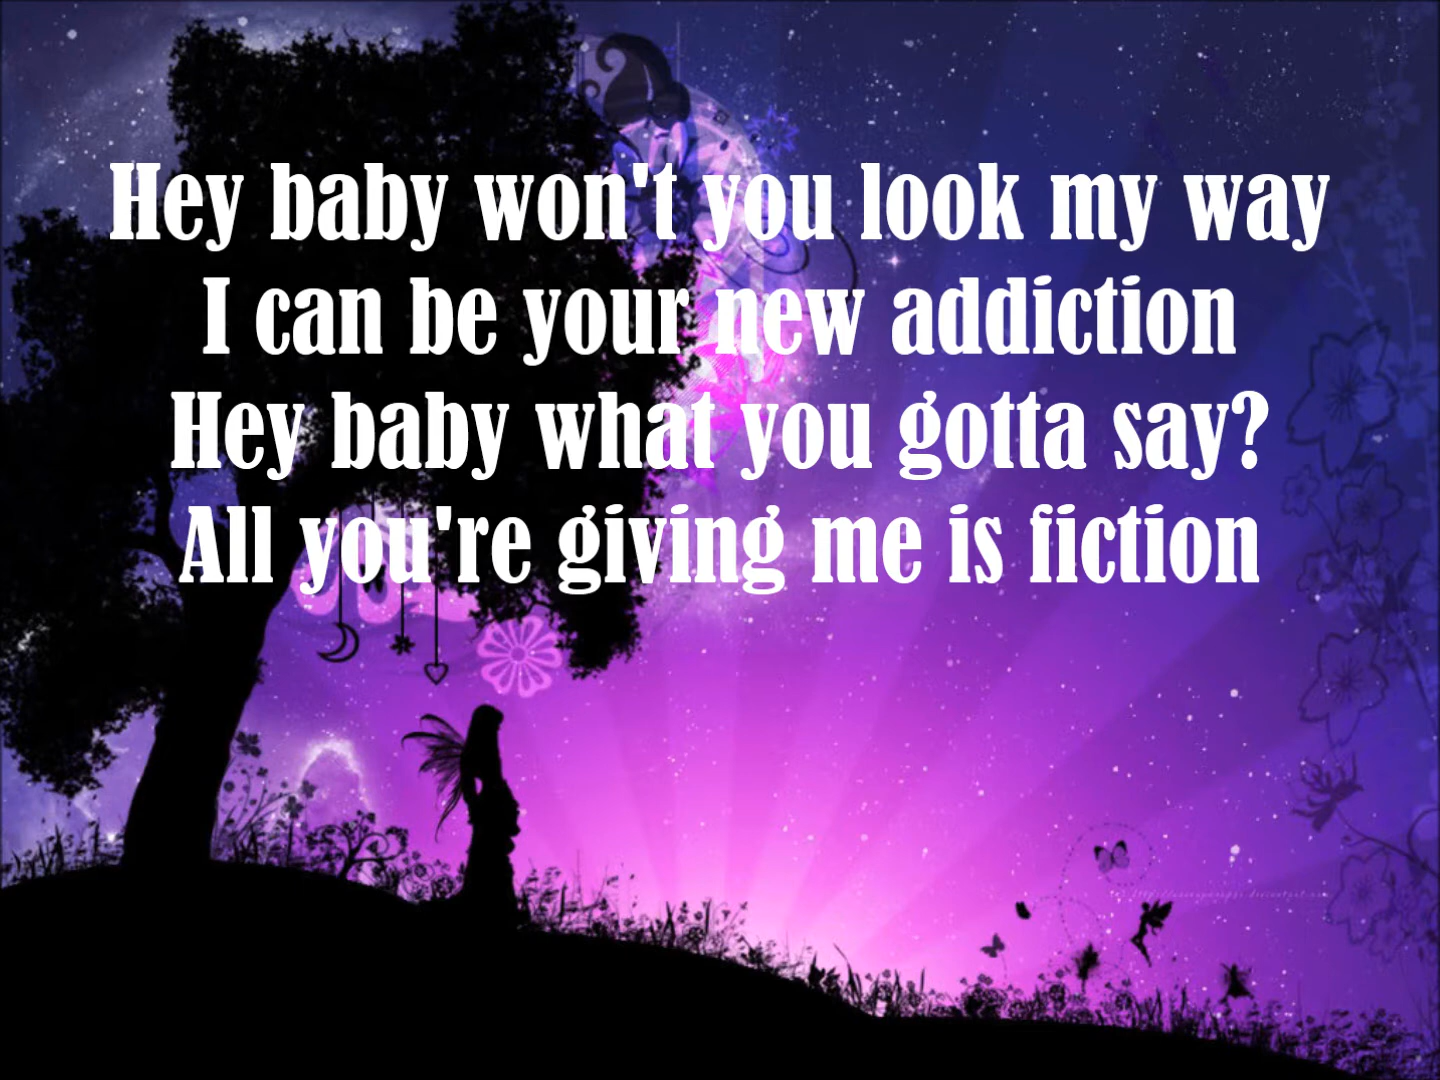 Hey baby won't you look my way
I can be your new addiction
Hey baby what you gotta say?
All you're giving me is fiction